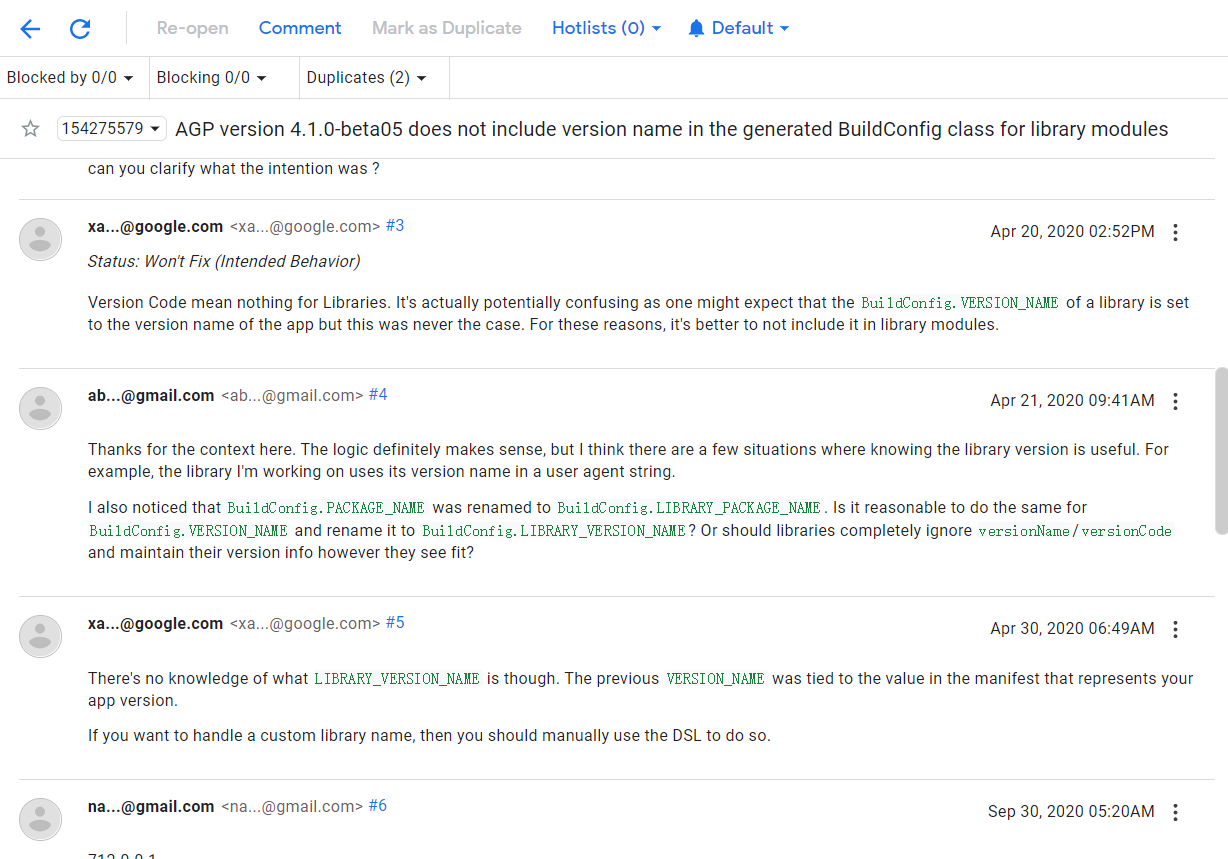 Re-open Comment Mark as Duplicate Hotlists (0) Default
Blocked by 0/0 Blocking 0/0 Duplicates (2)
154275579 AGP version 4.1.0-beta05 does not include version name in the generated BuildConfig class for library modules
can you clarify what the intention was ?
xa...@google.com <xa...@google.com> #3 Apr 20, 2020 02:52PM
Status: Won't Fix (Intended Behavior)
Version Code mean nothing for Libraries. It's actually potentially confusing as one might expect that the BuildConfig.VERSION_NAME of a library is set
to the version name of the app but this was never the case. For these reasons, it's better to not include it in library modules.
ab...@gmail.com <ab...@gmail.com> #4 Apr 21, 2020 09:41AM
Thanks for the context here. The logic definitely makes sense, but I think there are a few situations where knowing the library version is useful. For
example, the library I'm working on uses its version name in a user agent string.
I also noticed that BuildConfig.PACKAGE_NAME was renamed to BuildConfig.LIBRARY_PACKAGE_NAME. Is it reasonable to do the same for
BuildConfig.VERSION_NAME and rename it to BuildConfig.LIBRARY_VERSION_NAME? Or should libraries completely ignore versionName/versionCode
and maintain their version info however they see fit?
xa...@google.com <xa...@google.com> #5 Apr 30, 2020 06:49AM
There's no knowledge of what LIBRARY_VERSION_NAME is though. The previous VERSION_NAME was tied to the value in the manifest that represents your
app version.
If you want to handle a custom library name, then you should manually use the DSL to do so.
na...@gmail.com <na...@gmail.com> #6 Sep 30, 2020 05:20AM